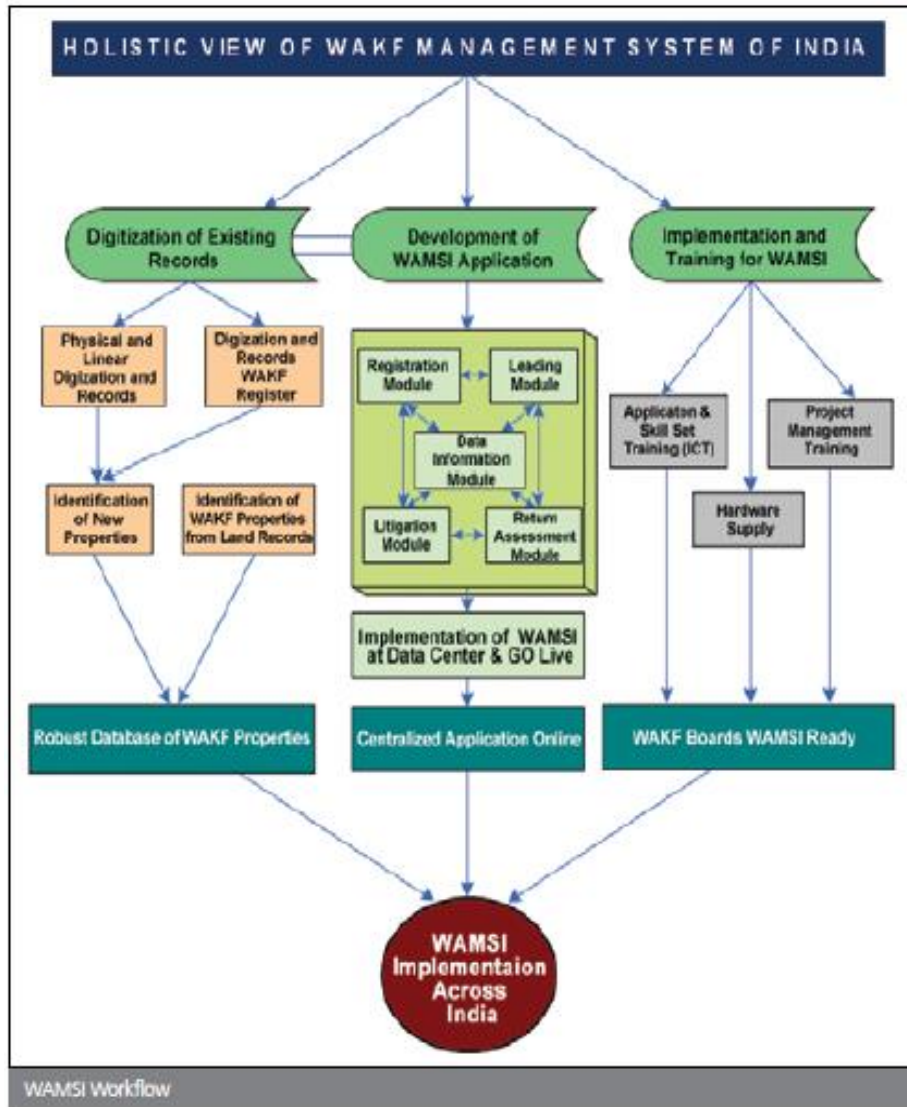 HOLISTIC VIEW OF WAKF MANAGEMENT SYSTEM OF INDIA
Digitization of Existing
Records
Development of
WAMSI Application
Implementation and
Training for WAMSI
Physical and
Linear
Digization and
Records
Digization and
Records
WAKF
Register
Registration
Module
Leading
Module
Data
Information
Module
Litigation
Module
Return
Assessment
Module
Applicaton &
Skill Set
Training (ICT)
Project
Management
Training
Hardware
Supply
Identification
of New
Properties
Identification of
WAKF Properties
from Land Records
Implementation of WAMSI
at Data Center & GO Live
Robust Database of WAKF Properties
Centralized Application Online
WAKF Boards WAMSI Ready
WAMSI
Implementaion
Across
India
WAMSI Workflow